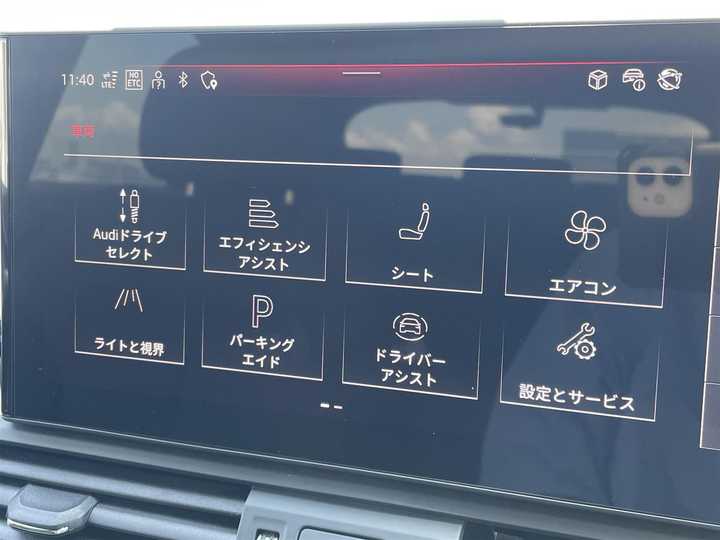 11:40 LTE NO ETC
車両
Audiドライブ
セレクト
エフィシェンシ
アシスト
シート
エアコン
ライトと視界
P
パーキング
エイド
ドライバー
アシスト
設定とサービス